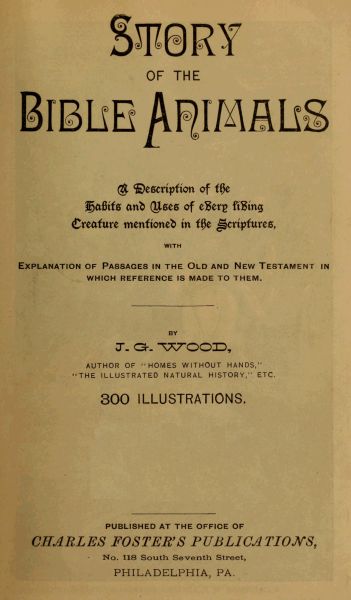 STORY
OF THE
BIBLE ANIMALS
A Description of the
Habits and Uses of every living
Creature mentioned in the Scriptures,
WITH
EXPLANATION OF PASSAGES IN THE OLD AND NEW TESTAMENT IN
WHICH REFERENCE IS MADE TO THEM.
BY
J. G. WOOD,
AUTHOR OF "HOMES WITHOUT HANDS,"
"THE ILLUSTRATED NATURAL HISTORY," ETC.
300 ILLUSTRATIONS.
PUBLISHED AT THE OFFICE OF
CHARLES FOSTER'S PUBLICATIONS,
No. 118 South Seventh Street,
PHILADELPHIA, PA.